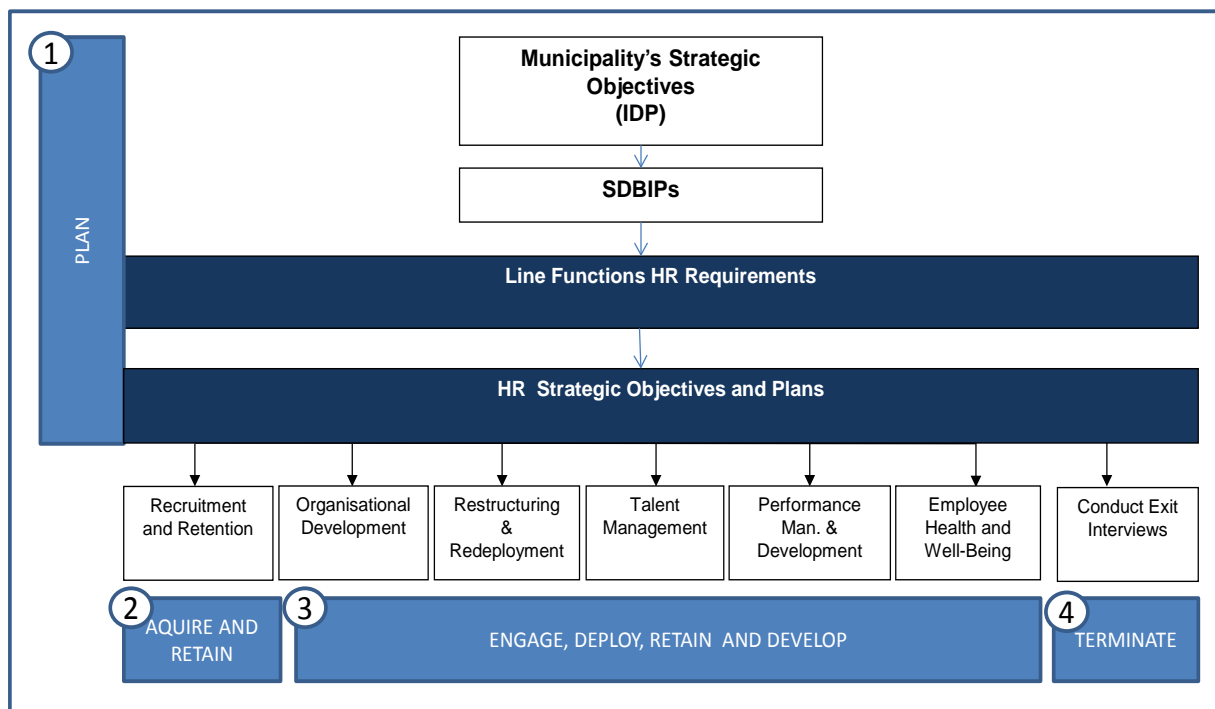 1
PLAN
Municipality's Strategic
Objectives
(IDP)
SDBIPs
Line Functions HR Requirements
HR Strategic Objectives and Plans
Recruitment
and Retention
Organisational
Development
Restructuring
&
Redeployment
Talent
Management
Performance
Man. &
Development
Employee
Health and
Well-Being
Conduct Exit
Interviews
2
AQUIRE AND
RETAIN
3
ENGAGE, DEPLOY, RETAIN AND DEVELOP
4
TERMINATE